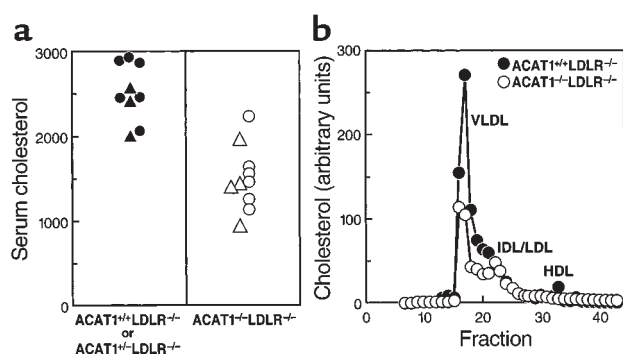 a
Serum cholesterol
3000
2000
1000
0
ACAT1+/+LDLR−/−
or
ACAT1+/−LDLR−/−
ACAT1−/−LDLR−/−
b
Cholesterol (arbitrary units)
300
200
100
0
ACAT1+/+LDLR−/−
ACAT1−/−LDLR−/−
VLDL
IDL/LDL
HDL
10 20 30 40
Fraction